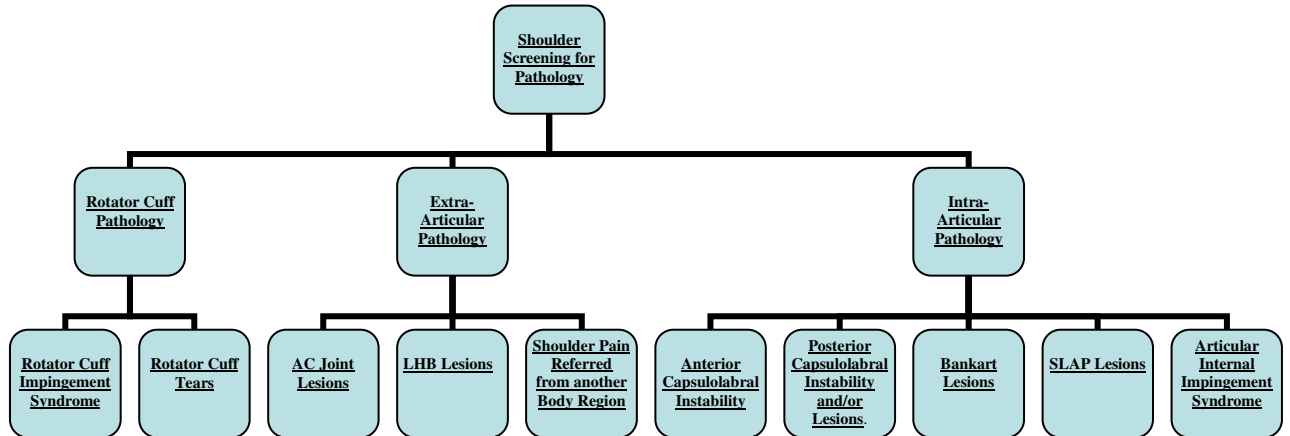 Shoulder
Screening for
Pathology
Rotator Cuff
Pathology
Extra-
Articular
Pathology
Intra-
Articular
Pathology
Rotator Cuff
Impingement
Syndrome
Rotator Cuff
Tears
AC Joint
Lesions
LHB Lesions
Shoulder Pain
Referred
from another
Body Region
Anterior
Capsulolabral
Instability
Posterior
Capsulolabral
Instability
and/or
Lesions.
Bankart
Lesions
SLAP Lesions
Articular
Internal
Impingement
Syndrome